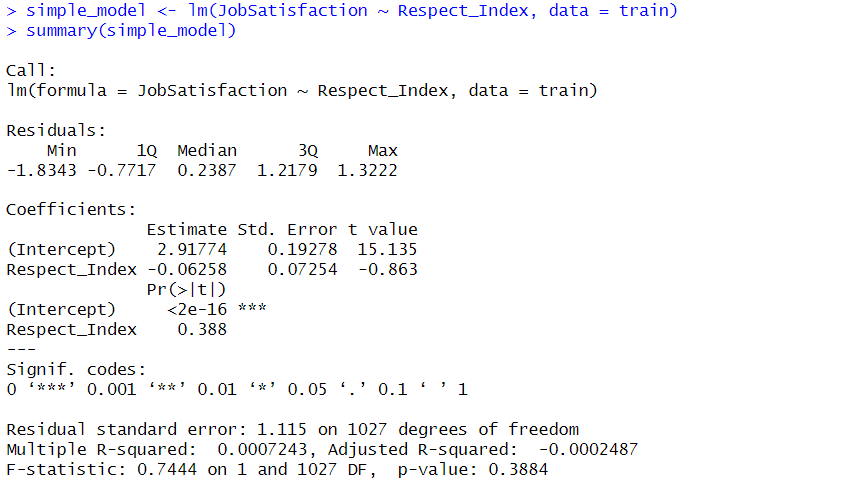 > simple_model <- lm(JobSatisfaction ~ Respect_Index, data = train)
> summary(simple_model)

Call:
lm(formula = JobSatisfaction ~ Respect_Index, data = train)

Residuals:
    Min      1Q  Median      3Q     Max
-1.8343 -0.7717  0.2387  1.2179  1.3222

Coefficients:
              Estimate Std. Error t value
(Intercept)    2.91774    0.19278  15.135
Respect_Index -0.06258    0.07254  -0.863
              Pr(>|t|)
(Intercept)     <2e-16 ***
Respect_Index    0.388
---
Signif. codes:
0 ‘***’ 0.001 ‘**’ 0.01 ‘*’ 0.05 ‘.’ 0.1 ‘ ’ 1

Residual standard error: 1.115 on 1027 degrees of freedom
Multiple R-squared:  0.0007243, Adjusted R-squared:  -0.0002487
F-statistic: 0.7444 on 1 and 1027 DF,  p-value: 0.3884